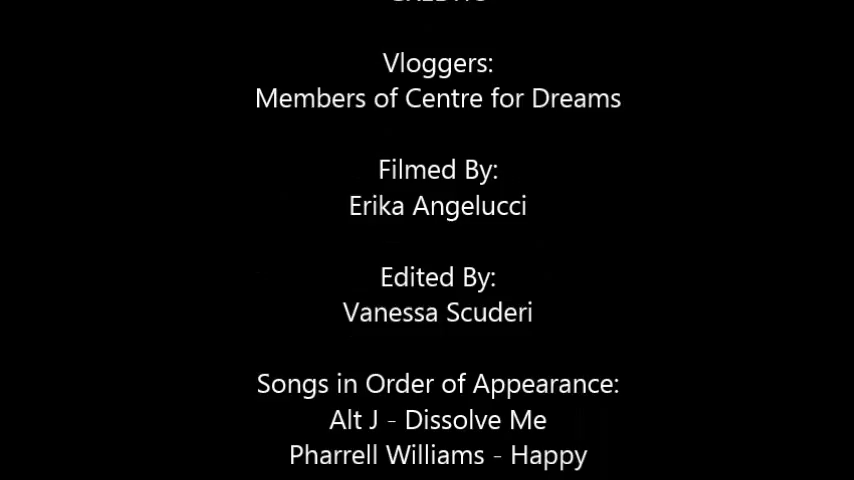 Vloggers:
Members of Centre for Dreams
Filmed By:
Erika Angelucci
Edited By:
Vanessa Scuderi
Songs in Order of Appearance:
Alt J - Dissolve Me
Pharrell Williams - Happy